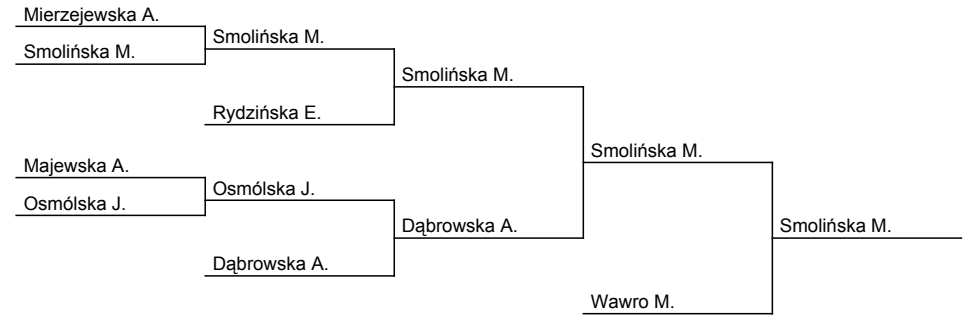 Mierzejewska A.
Smolińska M.
Smolińska M.
Smolińska M.
Rydzińska E.
Smolińska M.
Majewska A.
Osmólska J.
Osmólska J.
Dąbrowska A.
Smolińska M.
Dąbrowska A.
Wawro M.